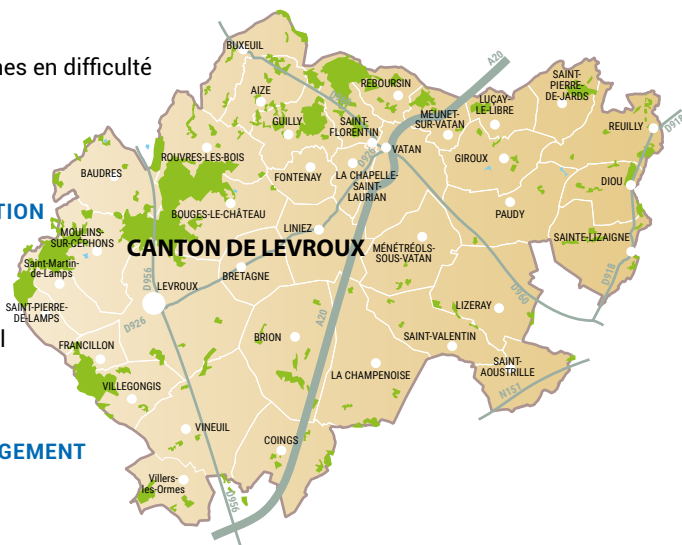 nes en difficulté
TION
l
GEMENT
CANTON DE LEVROUX
BUXEUIL
A20
AIZE
REBOURSIN
SAINT-
PIERRE-
DE-JARDS
LUÇAY-
LE-LIBRE
GUILLY
SAINT-
FLORENTIN
MEUNET-
SUR-VATAN
REUILLY
D918
VATAN
ROUVRES-LES-BOIS
GIROUX
BAUDRES
FONTENAY
LA CHAPELLE-
SAINT-
LAURIAN
DIOU
BOUGES-LE-CHÂTEAU
PAUDY
MOULINS-
SUR-CÉPHONS
LINIEZ
SAINTE-LIZAIGNE
MÉNÉTRÉOLS-
SOUS-VATAN
Saint-Martin-
de-Lamps
D956
LEVROUX
BRETAGNE
D918
D960
SAINT-PIERRE-
DE-LAMPS
LIZERAY
D926
A20
FRANCILLON
BRION
SAINT-VALENTIN
SAINT-
AOUSTRILLE
LA CHAMPENOISE
VILLEGONGIS
N151
VINEUIL
COINGS
Villers-
les-Ormes
D956